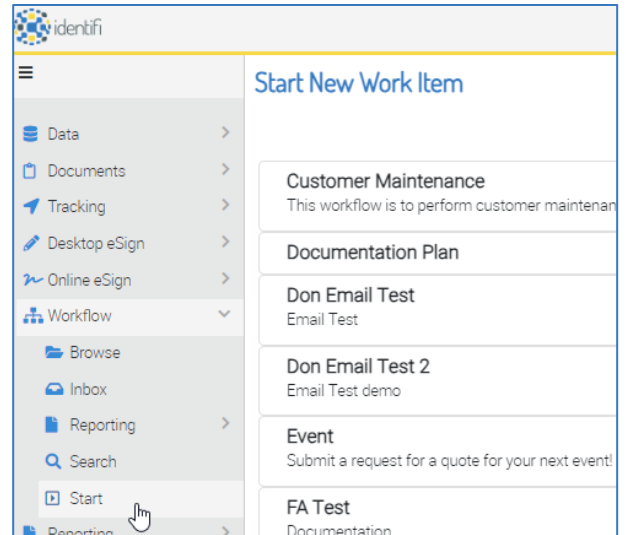 identifi
Start New Work Item
Data
Documents
Tracking
Desktop eSign
Online eSign
Workflow
Browse
Inbox
Reporting
Search
Start
Reporting
Customer Maintenance
This workflow is to perform customer maintenan
Documentation Plan
Don Email Test
Email Test
Don Email Test 2
Email Test demo
Event
Submit a request for a quote for your next event!
FA Test
Documentation